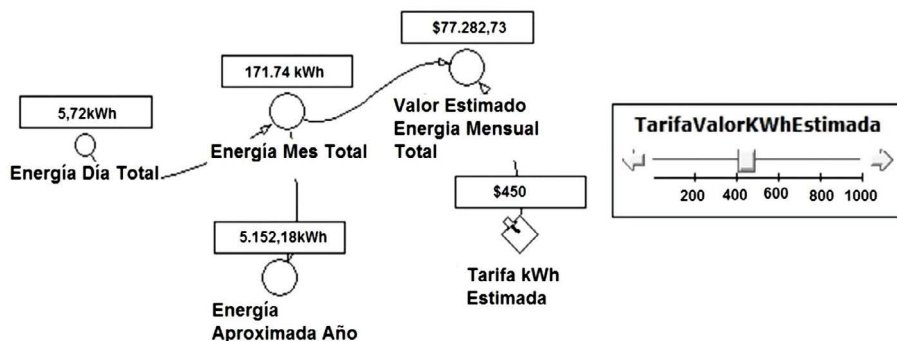 $77.282,73
171.74 kWh
5,72kWh
Valor Estimado
Energia Mensual
Total
Energía Mes Total
Energía Día Total
TarifaValorKWhEstimada
200 400 600 800 1000
$450
5.152,18kWh
Tarifa kWh
Estimada
Energía
Aproximada Año